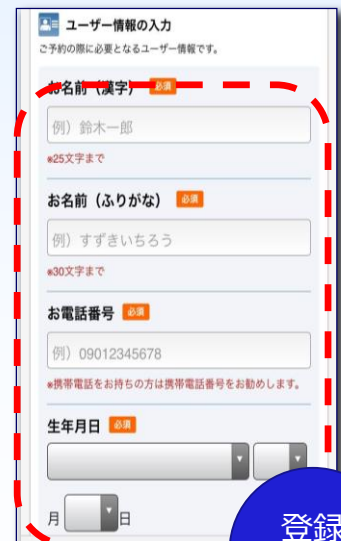 ユーザー情報の入力
ご予約の際に必要となるユーザー情報です。
お名前（漢字） 必須
例）鈴木一郎
※25文字まで
お名前（ふりがな） 必須
例）すずきいちろう
※30文字まで
お電話番号 必須
例）09012345678
※携帯電話をお持ちの方は携帯電話番号をお勧めします。
生年月日 必須
月 日
登録